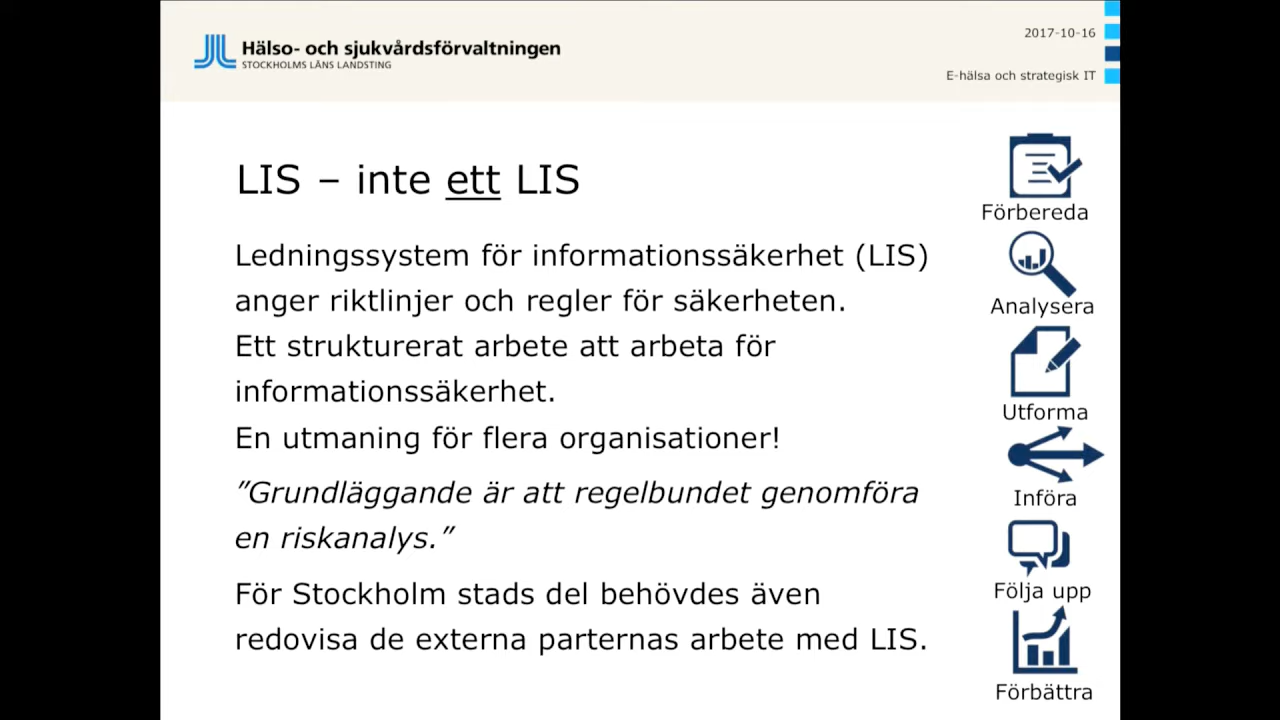 Hälso- och sjukvårdsförvaltningen
STOCKHOLMS LÄNS LANDSTING
2017-10-16
E-hälsa och strategisk IT
LIS – inte ett LIS
Ledningssystem för informationssäkerhet (LIS)
anger riktlinjer och regler för säkerheten.
Ett strukturerat arbete att arbeta för
informationssäkerhet.
En utmaning för flera organisationer!
”Grundläggande är att regelbundet genomföra
en riskanalys.”
För Stockholm stads del behövdes även
redovisa de externa parternas arbete med LIS.
Förbereda
Analysera
Utforma
Införa
Följa upp
Förbättra